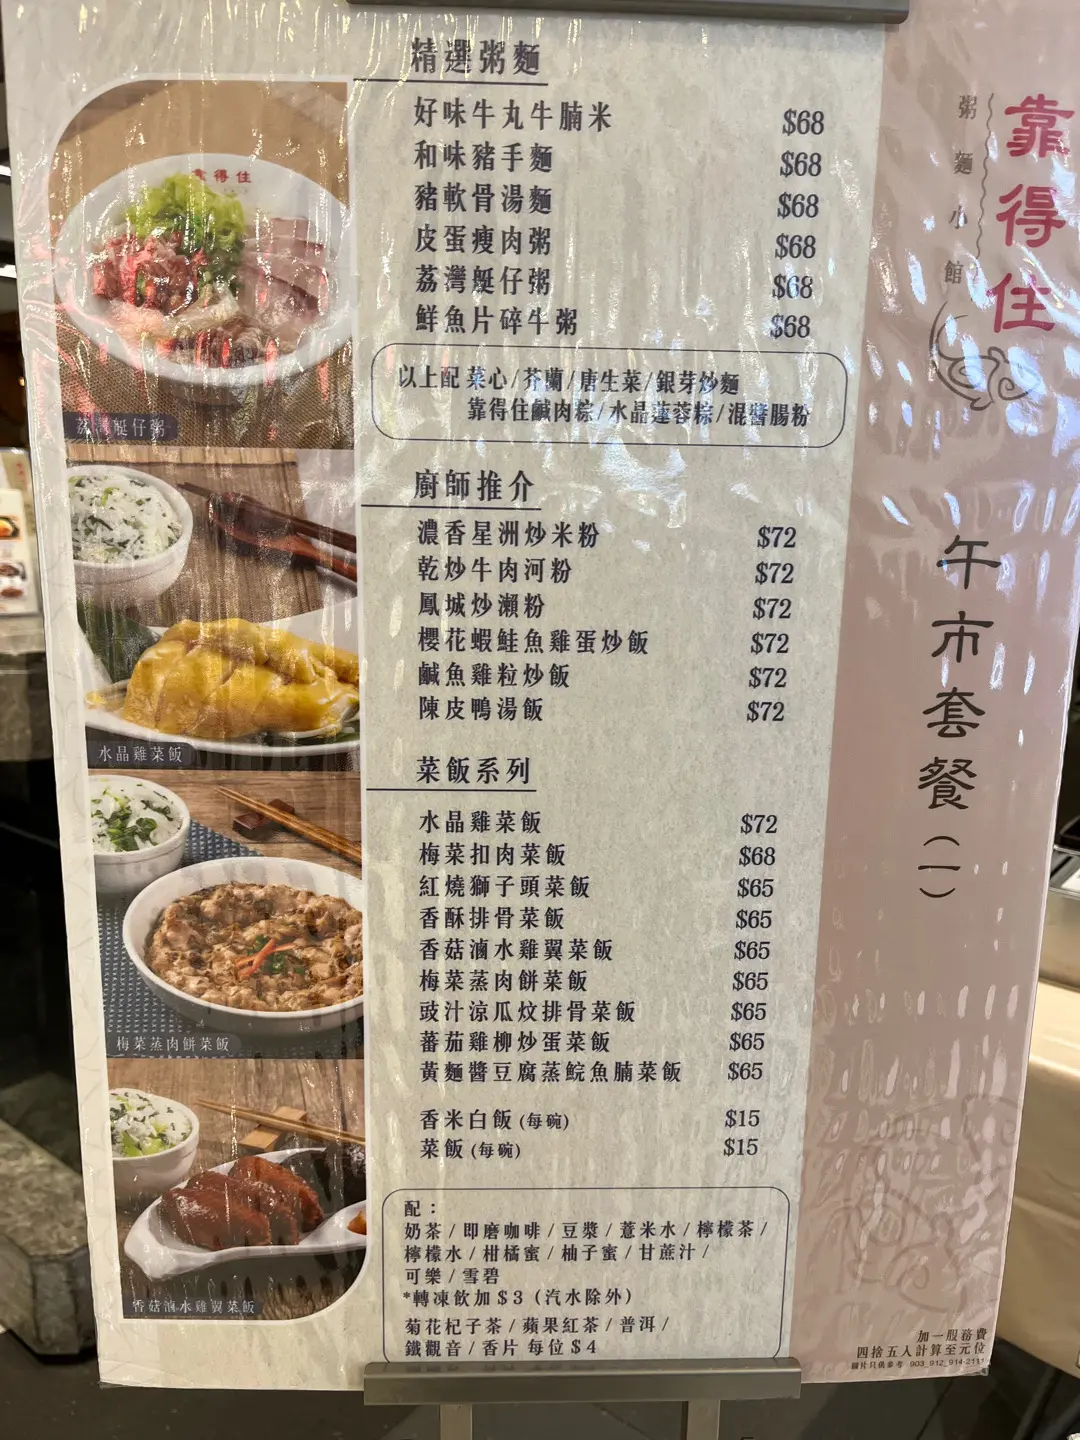 精選粥麵
好味牛丸牛腩米 $68
和味豬手麵 $68
豬軟骨湯麵 $68
皮蛋瘦肉粥 $68
荔灣艇仔粥 $68
鮮魚片碎牛粥 $68
以上配 菜心/芥蘭/唐生菜/銀芽炒麵
靠得住鹹肉粽/水晶蓮蓉粽/混醬腸粉
廚師推介
濃香星洲炒米粉 $72
乾炒牛肉河粉 $72
鳳城炒瀨粉 $72
櫻花蝦鮭魚雞蛋炒飯 $72
鹹魚雞粒炒飯 $72
陳皮鴨湯飯 $72
菜飯系列
水晶雞菜飯 $72
梅菜扣肉菜飯 $68
紅燒獅子頭菜飯 $65
香酥排骨菜飯 $65
香菇滷水雞翼菜飯 $65
梅菜蒸肉餅菜飯 $65
豉汁涼瓜炆排骨菜飯 $65
蕃茄雞柳炒蛋菜飯 $65
黃麵醬豆腐蒸鯇魚腩菜飯 $65
香米白飯 (每碗) $15
菜飯 (每碗) $15
配：
奶茶 / 即磨咖啡 / 豆漿 / 薏米水 / 檸檬茶 /
檸檬水 / 柑橘蜜 / 柚子蜜 / 甘蔗汁 /
可樂 / 雪碧
*轉凍飲加 $3 (汽水除外)
菊花杞子茶 / 蘋果紅茶 / 普洱 /
鐵觀音 / 香片 每位 $4
靠得住
荔灣艇仔粥
水晶雞菜飯
梅菜蒸肉餅菜飯
香菇滷水雞翼菜飯
靠得住
粥麵小館
午市套餐(一)
加一服務費
四捨五入計算至元位
圖片只供參考 903_912_914-2111